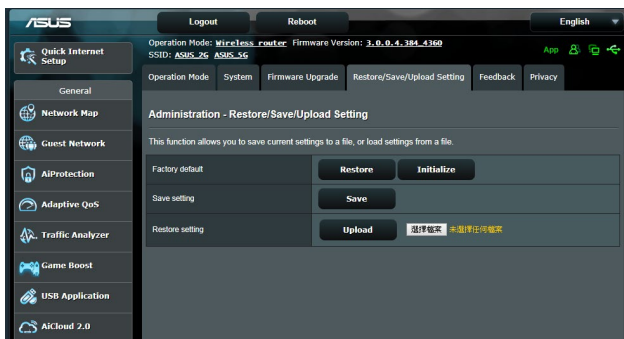 ASUS
Logout
Reboot
English
Quick Internet Setup
Operation Mode: Wireless router Firmware Version: 3.0.0.4.384_4360
SSID: ASUS_2G ASUS_5G
App
Operation Mode
System
Firmware Upgrade
Restore/Save/Upload Setting
Feedback
Privacy
General
Network Map
Guest Network
AiProtection
Adaptive QoS
Traffic Analyzer
Game Boost
USB Application
AiCloud 2.0
Administration - Restore/Save/Upload Setting
This function allows you to save current settings to a file, or load settings from a file.
Factory default
Restore
Initialize
Save setting
Save
Restore setting
Upload
選擇檔案 未選擇任何檔案